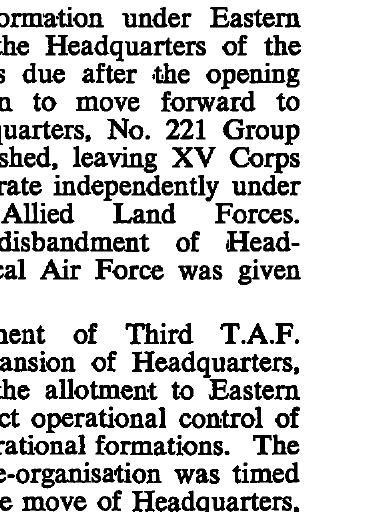 ormation under Eastern
the Headquarters of the
s due after the opening
n to move forward to
quarters, No. 221 Group
shed, leaving XV Corps
rate independently under
Allied Land Forces.
disbandment of Head-
cal Air Force was given
ment of Third T.A.F.
ansion of Headquarters,
the allotment to Eastern
ct operational control of
rational formations. The
e-organisation was timed
e move of Headquarters,